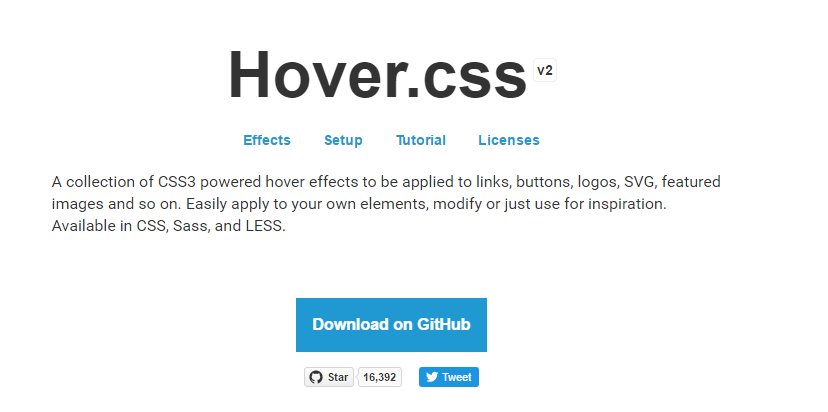 Hover.css v2
Effects Setup Tutorial Licenses
A collection of CSS3 powered hover effects to be applied to links, buttons, logos, SVG, featured
images and so on. Easily apply to your own elements, modify or just use for inspiration.
Available in CSS, Sass, and LESS.
Download on GitHub
Star 16,392 Tweet